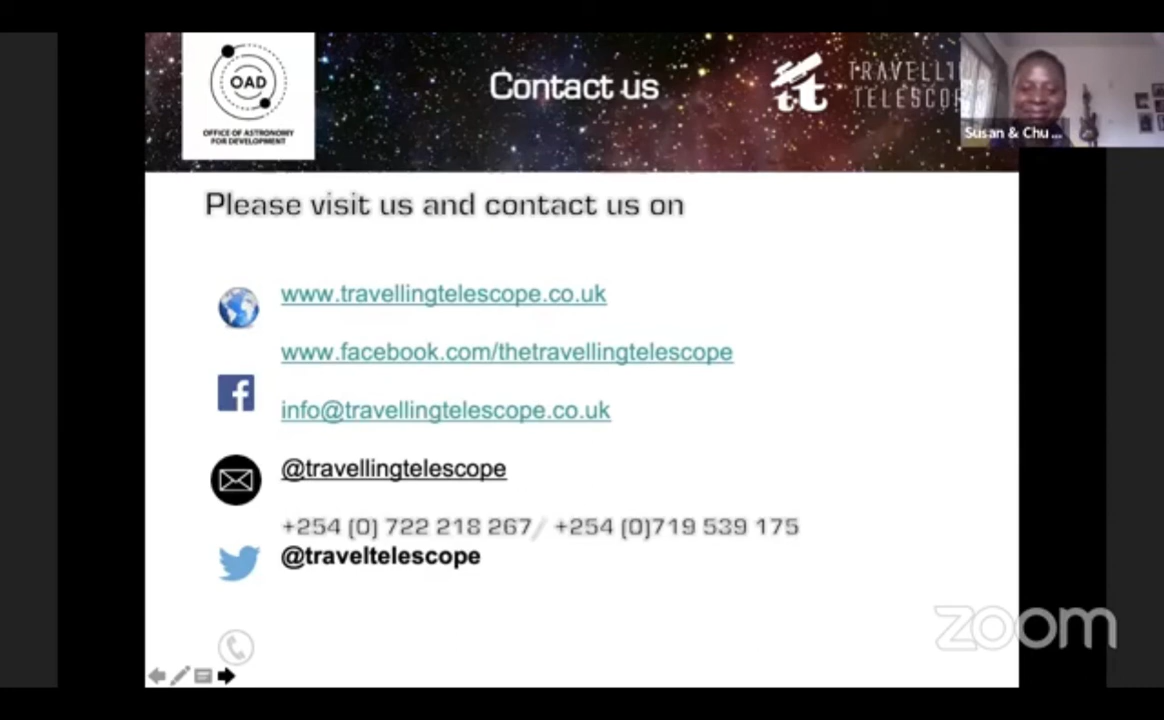 OAD
OFFICE OF ASTRONOMY
FOR DEVELOPMENT
Contact us
tt
TRAVELLI
TELESCOP
Susan & Chu...
Please visit us and contact us on
www.travellingtelescope.co.uk
www.facebook.com/thetravellingtelescope
info@travellingtelescope.co.uk
@travellingtelescope
+254 (0) 722 218 267/ +254 (0)719 539 175
@traveltelescope
zoom